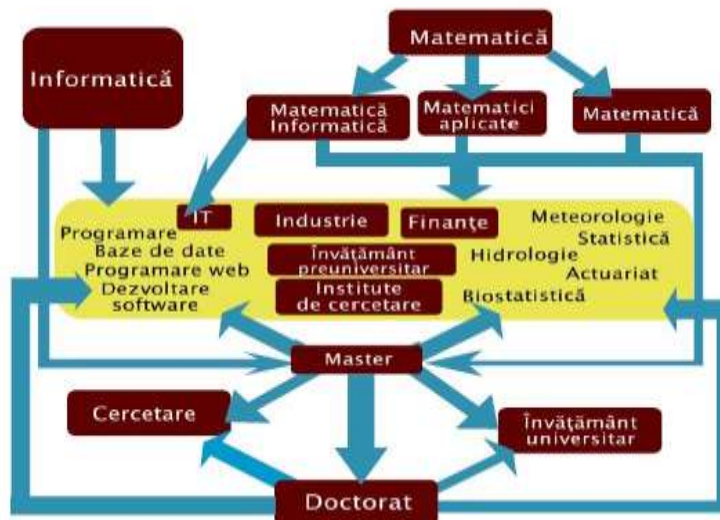 Matematică
Informatică
Matematică
Informatică
Matematici
aplicate
Matematică
IT
Industrie
Finanţe
Meteorologie
Statistică
Programare
Baze de date
Programare web
Dezvoltare
software
Învăţământ
preuniversitar
Hidrologie
Actuariat
Institute
de cercetare
Biostatistică
Master
Cercetare
Învăţământ
universitar
Doctorat